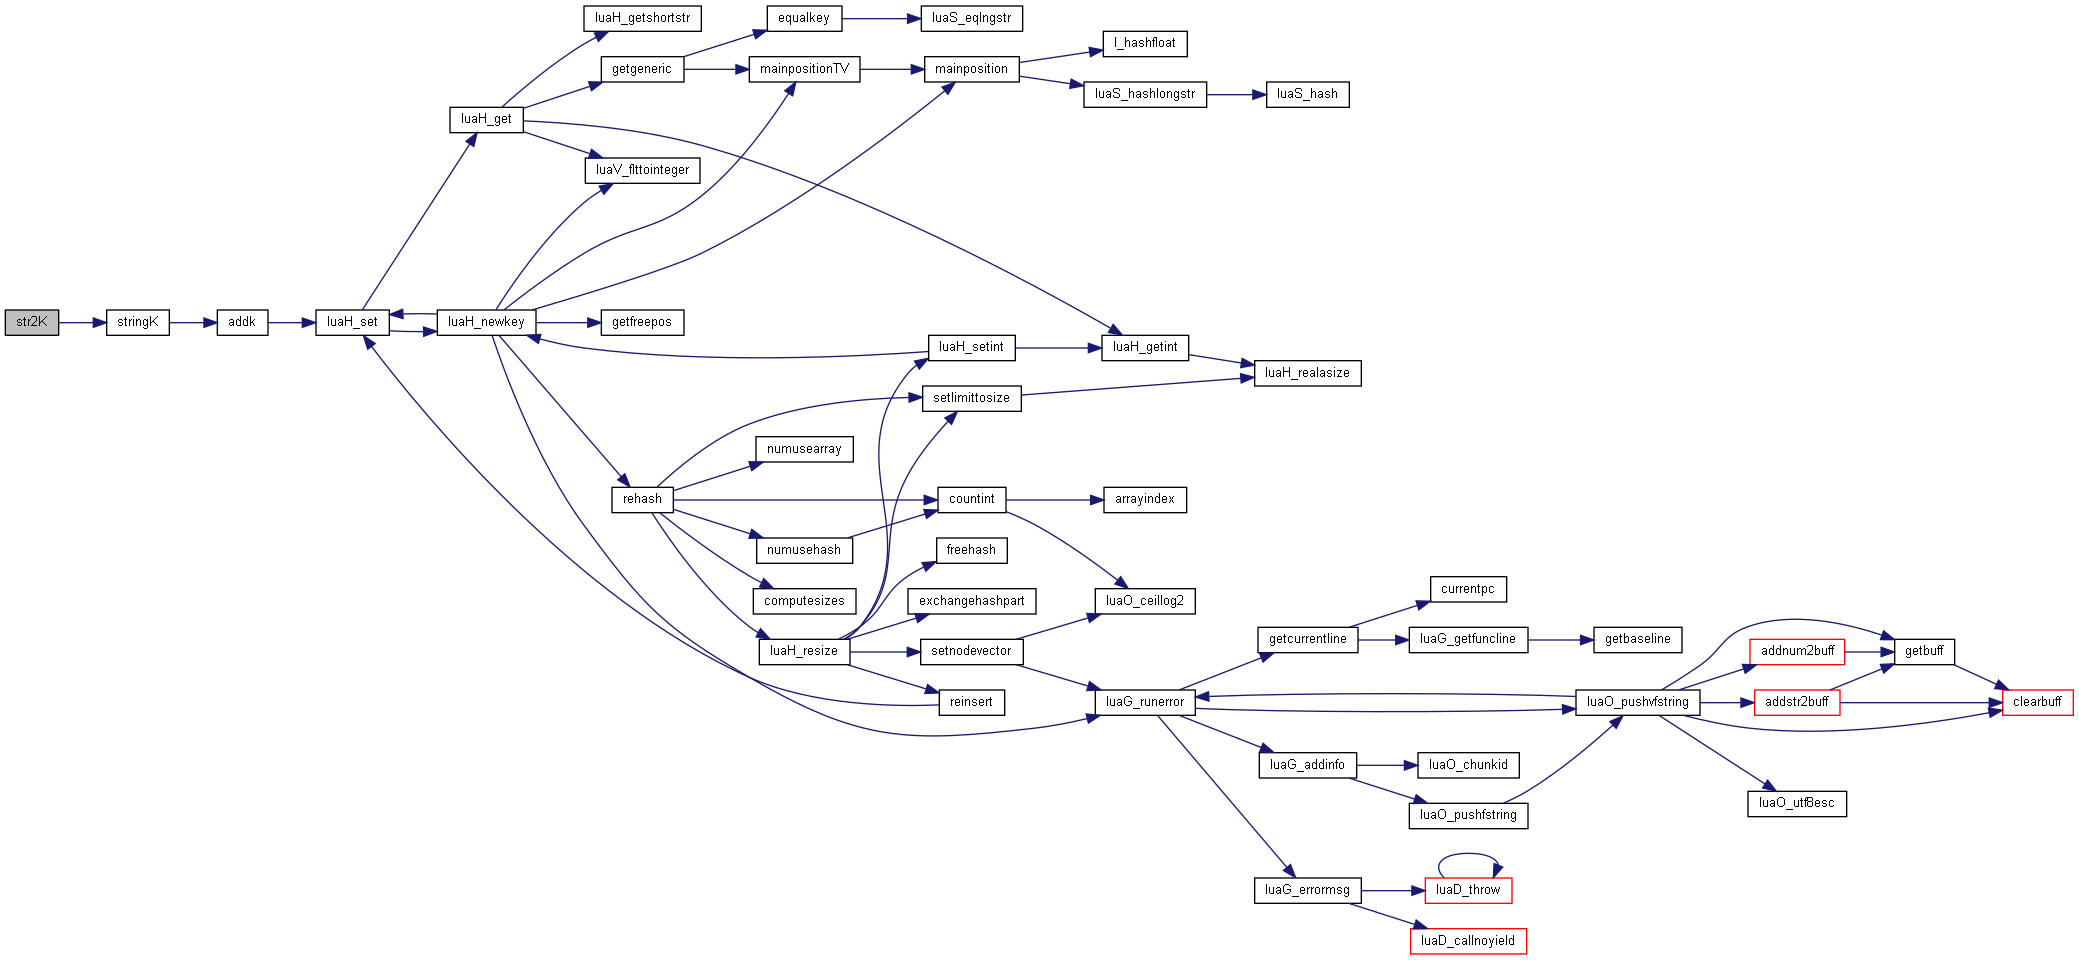 luaH_getshortstr
equalkey
luaS_eqlngstr
l_hashfloat
getgeneric
mainpositionTV
mainposition
luaS_hashlongstr
luaS_hash
luaH_get
luaV_flttointeger
str2K
stringK
addk
luaH_set
luaH_newkey
getfreepos
luaH_setint
luaH_getint
luaH_realasize
setlimittosize
numusearray
rehash
countint
arrayindex
numusehash
freehash
computesizes
exchangehashpart
luaO_ceillog2
currentpc
luaH_resize
setnodevector
getcurrentline
luaG_getfuncline
getbaseline
addnum2buff
getbuff
reinsert
luaG_runerror
luaO_pushvfstring
addstr2buff
clearbuff
luaG_addinfo
luaO_chunkid
luaO_pushfstring
luaO_utf8esc
luaG_errormsg
luaD_throw
luaD_callnoyield